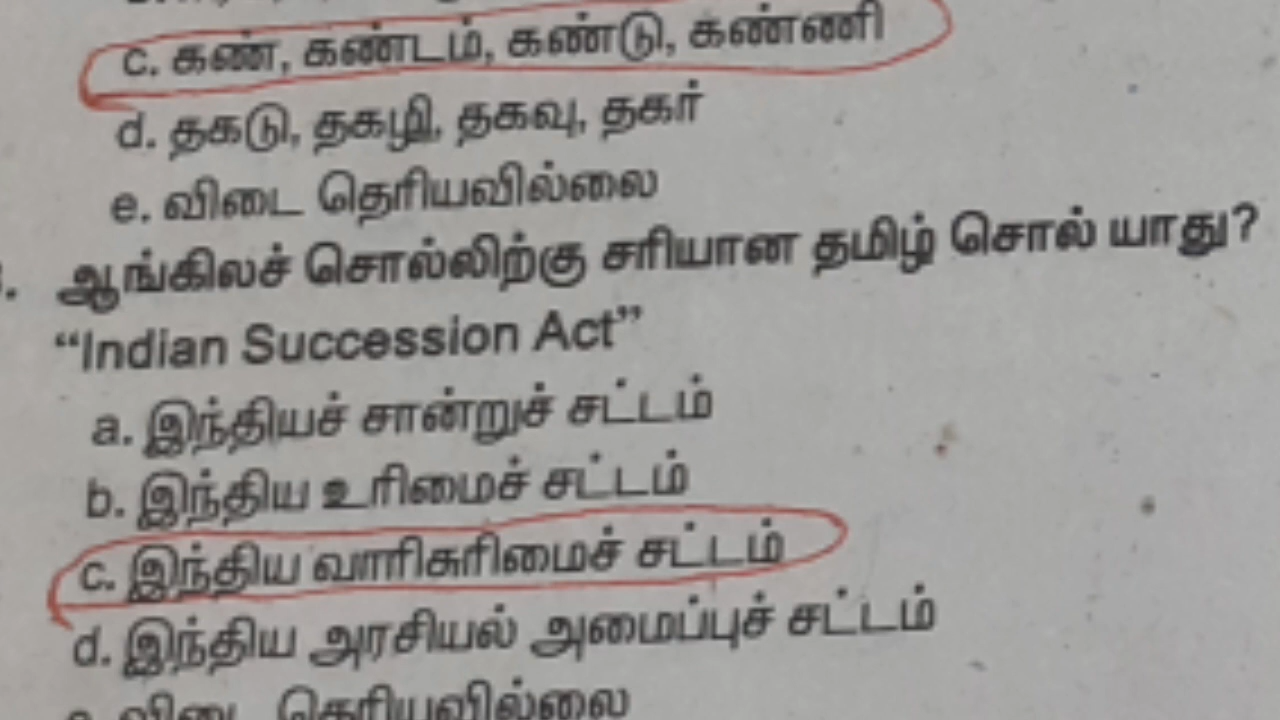 c. கண், கண்டம், கண்டு, கண்ணி
d. தகடு, தகழி, தகவு, தகர்
e. விடை தெரியவில்லை
ஆங்கிலச் சொல்லிற்கு சரியான தமிழ் சொல் யாது?
“Indian Succession Act”
a. இந்தியச் சான்றுச் சட்டம்
b. இந்திய உரிமைச் சட்டம்
c. இந்திய வாரிசுரிமைச் சட்டம்
d. இந்திய அரசியல் அமைப்புச் சட்டம்
விடை தெரியவில்லை